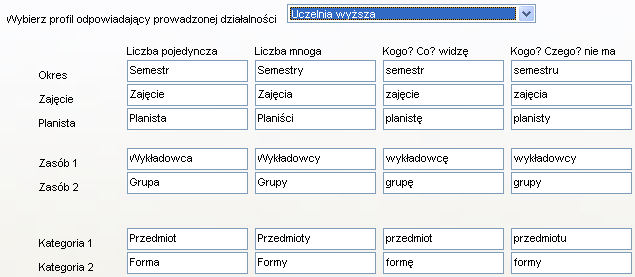 Wybierz profil odpowiadający prowadzonej działalności Uczelnia wyższa
Liczba pojedyncza Liczba mnoga Kogo? Co? widzę Kogo? Czego? nie ma
Okres Semestr Semestry semestr semestru
Zajęcie Zajęcie Zajęcia zajęcie zajęcia
Planista Planista Planiści planistę planisty
Zasób 1 Wykładowca Wykładowcy wykładowcę wykładowcy
Zasób 2 Grupa Grupy grupę grupy
Kategoria 1 Przedmiot Przedmioty przedmiot przedmiotu
Kategoria 2 Forma Formy formę formy